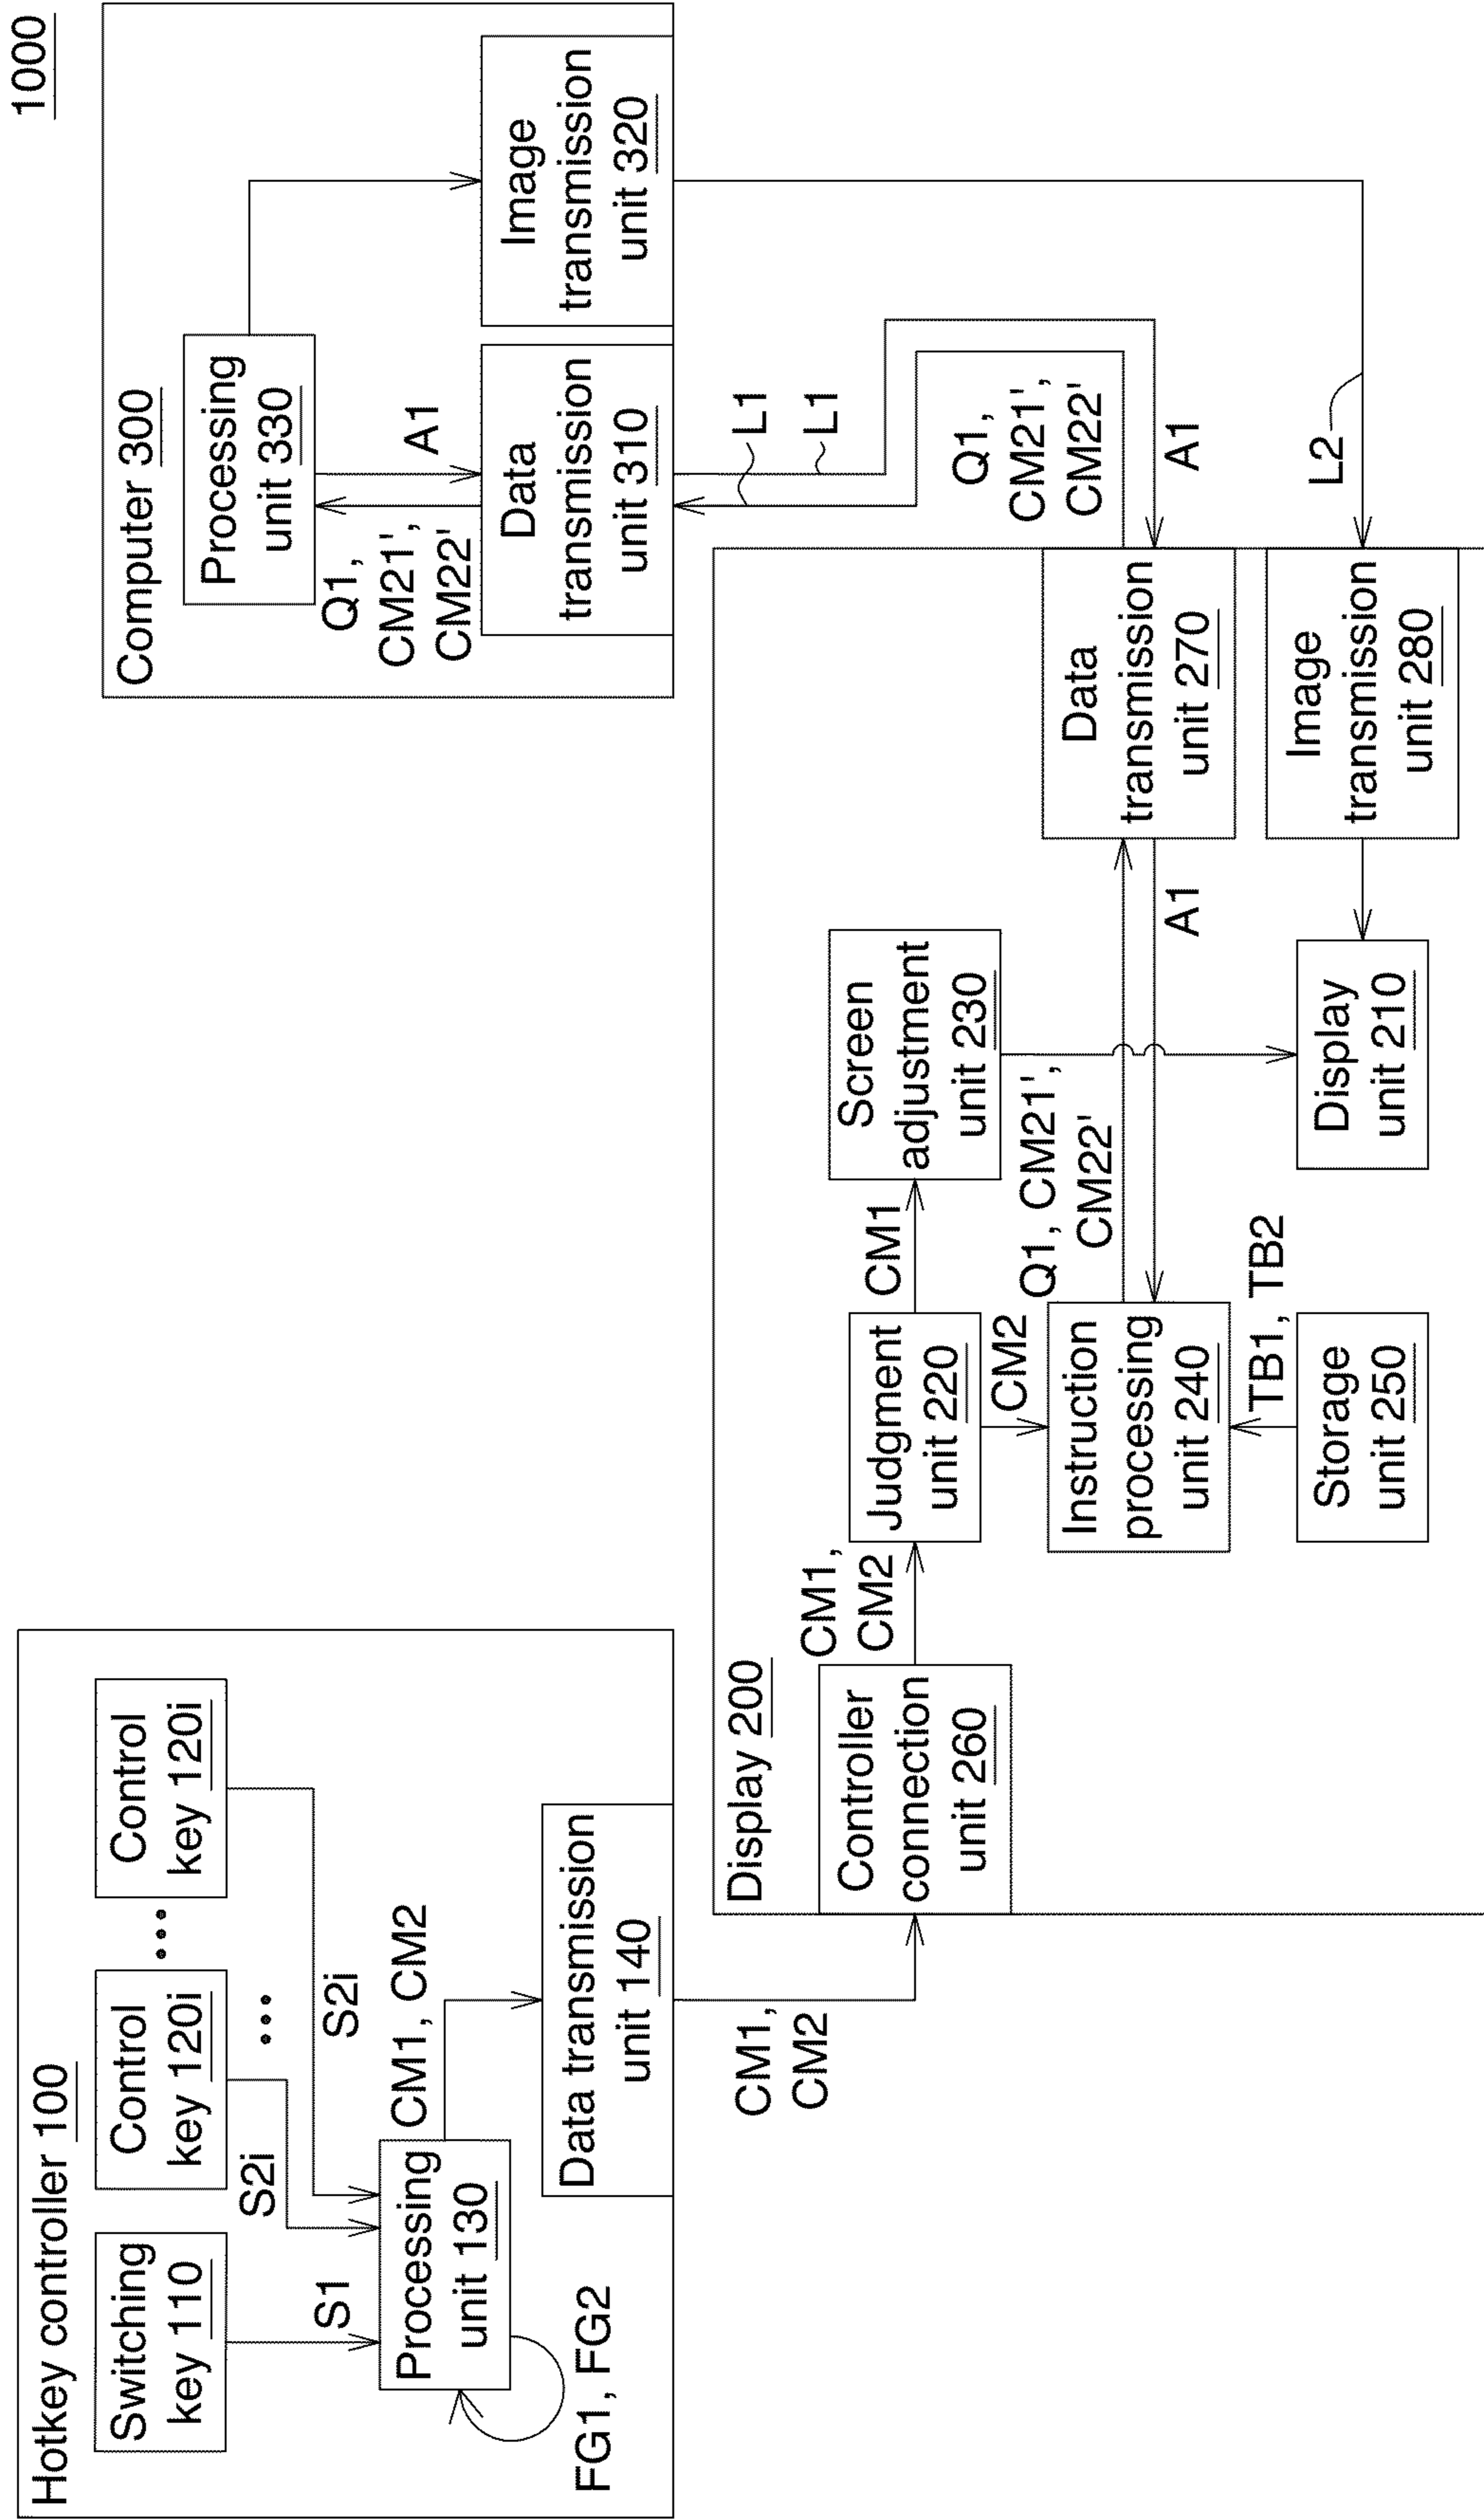 1000
Hotkey controller 100
Switching
key 110
Control
key 120i
...
Control
key 120i
S1
S2i
...
S2i
Processing
unit 130
FG1, FG2
CM1, CM2
Data transmission
unit 140
CM1,
CM2
Computer 300
Processing
unit 330
Q1,
CM21',
CM22'
A1
Data
transmission
unit 310
Image
transmission
unit 320
L1
L1
Q1,
CM21',
CM22'
A1
L2
Display 200
Controller
connection
unit 260
CM1,
CM2
Judgment
unit 220
CM1
Screen
adjustment
unit 230
CM2
Instruction
processing
unit 240
Q1, CM21',
CM22'
A1
Data
transmission
unit 270
TB1, TB2
Storage
unit 250
Display
unit 210
Image
transmission
unit 280